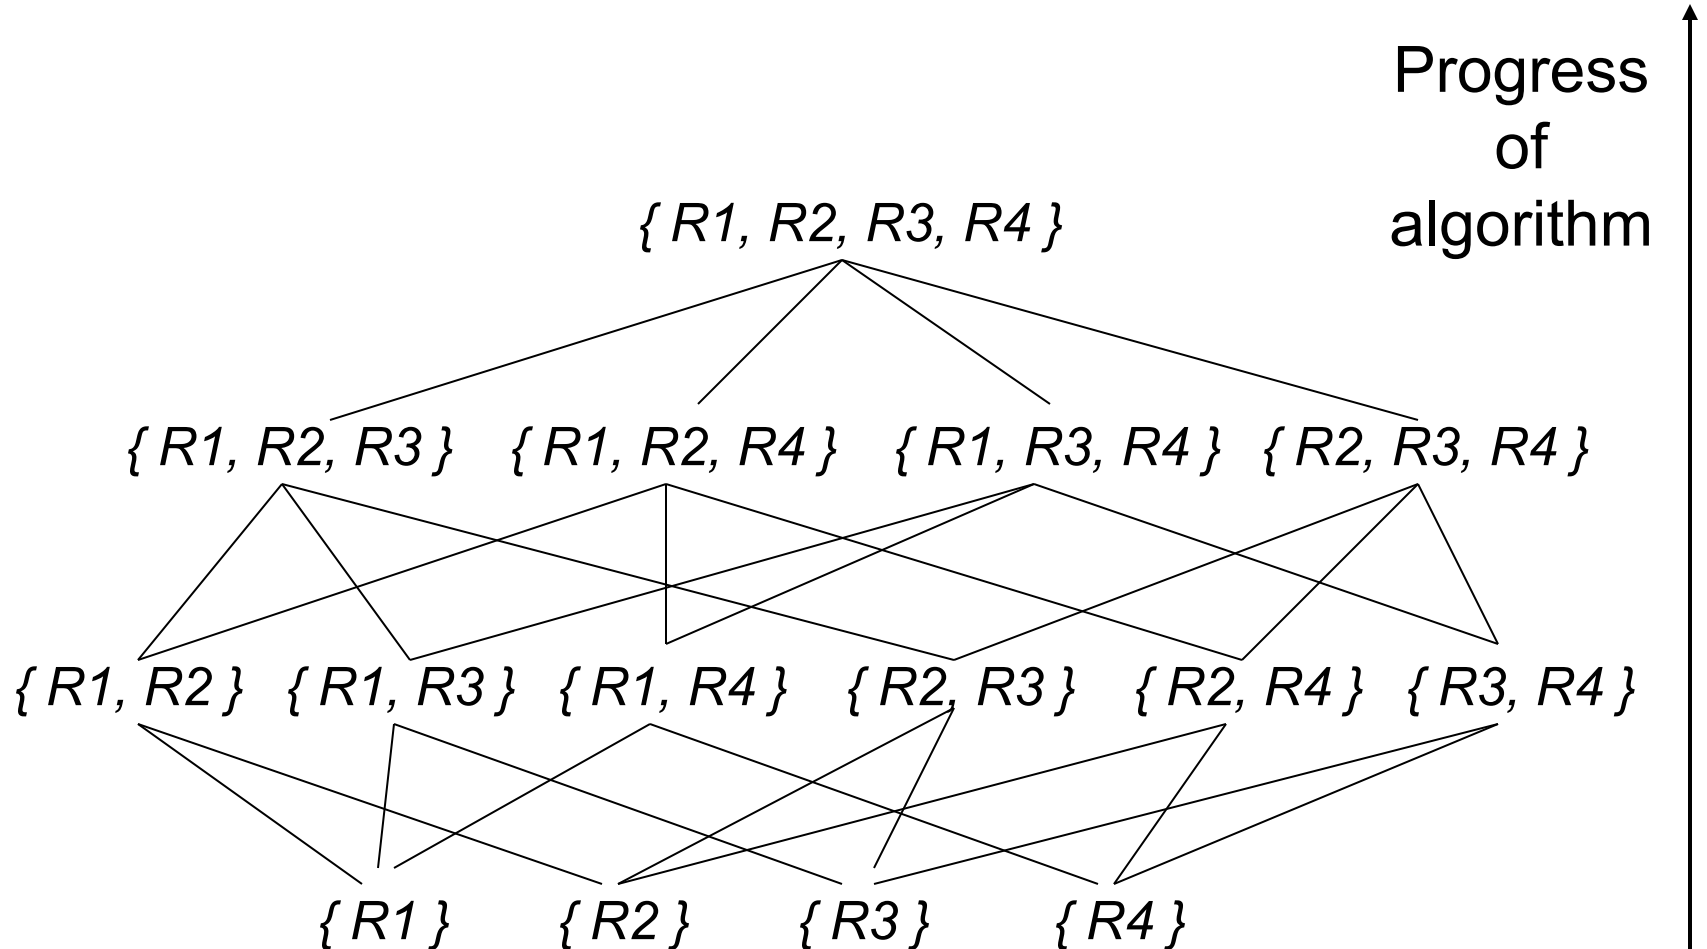 Progress
of
algorithm
{ R1, R2, R3, R4 }
{ R1, R2, R3 } { R1, R2, R4 } { R1, R3, R4 } { R2, R3, R4 }
{ R1, R2 } { R1, R3 } { R1, R4 } { R2, R3 } { R2, R4 } { R3, R4 }
{ R1 } { R2 } { R3 } { R4 }